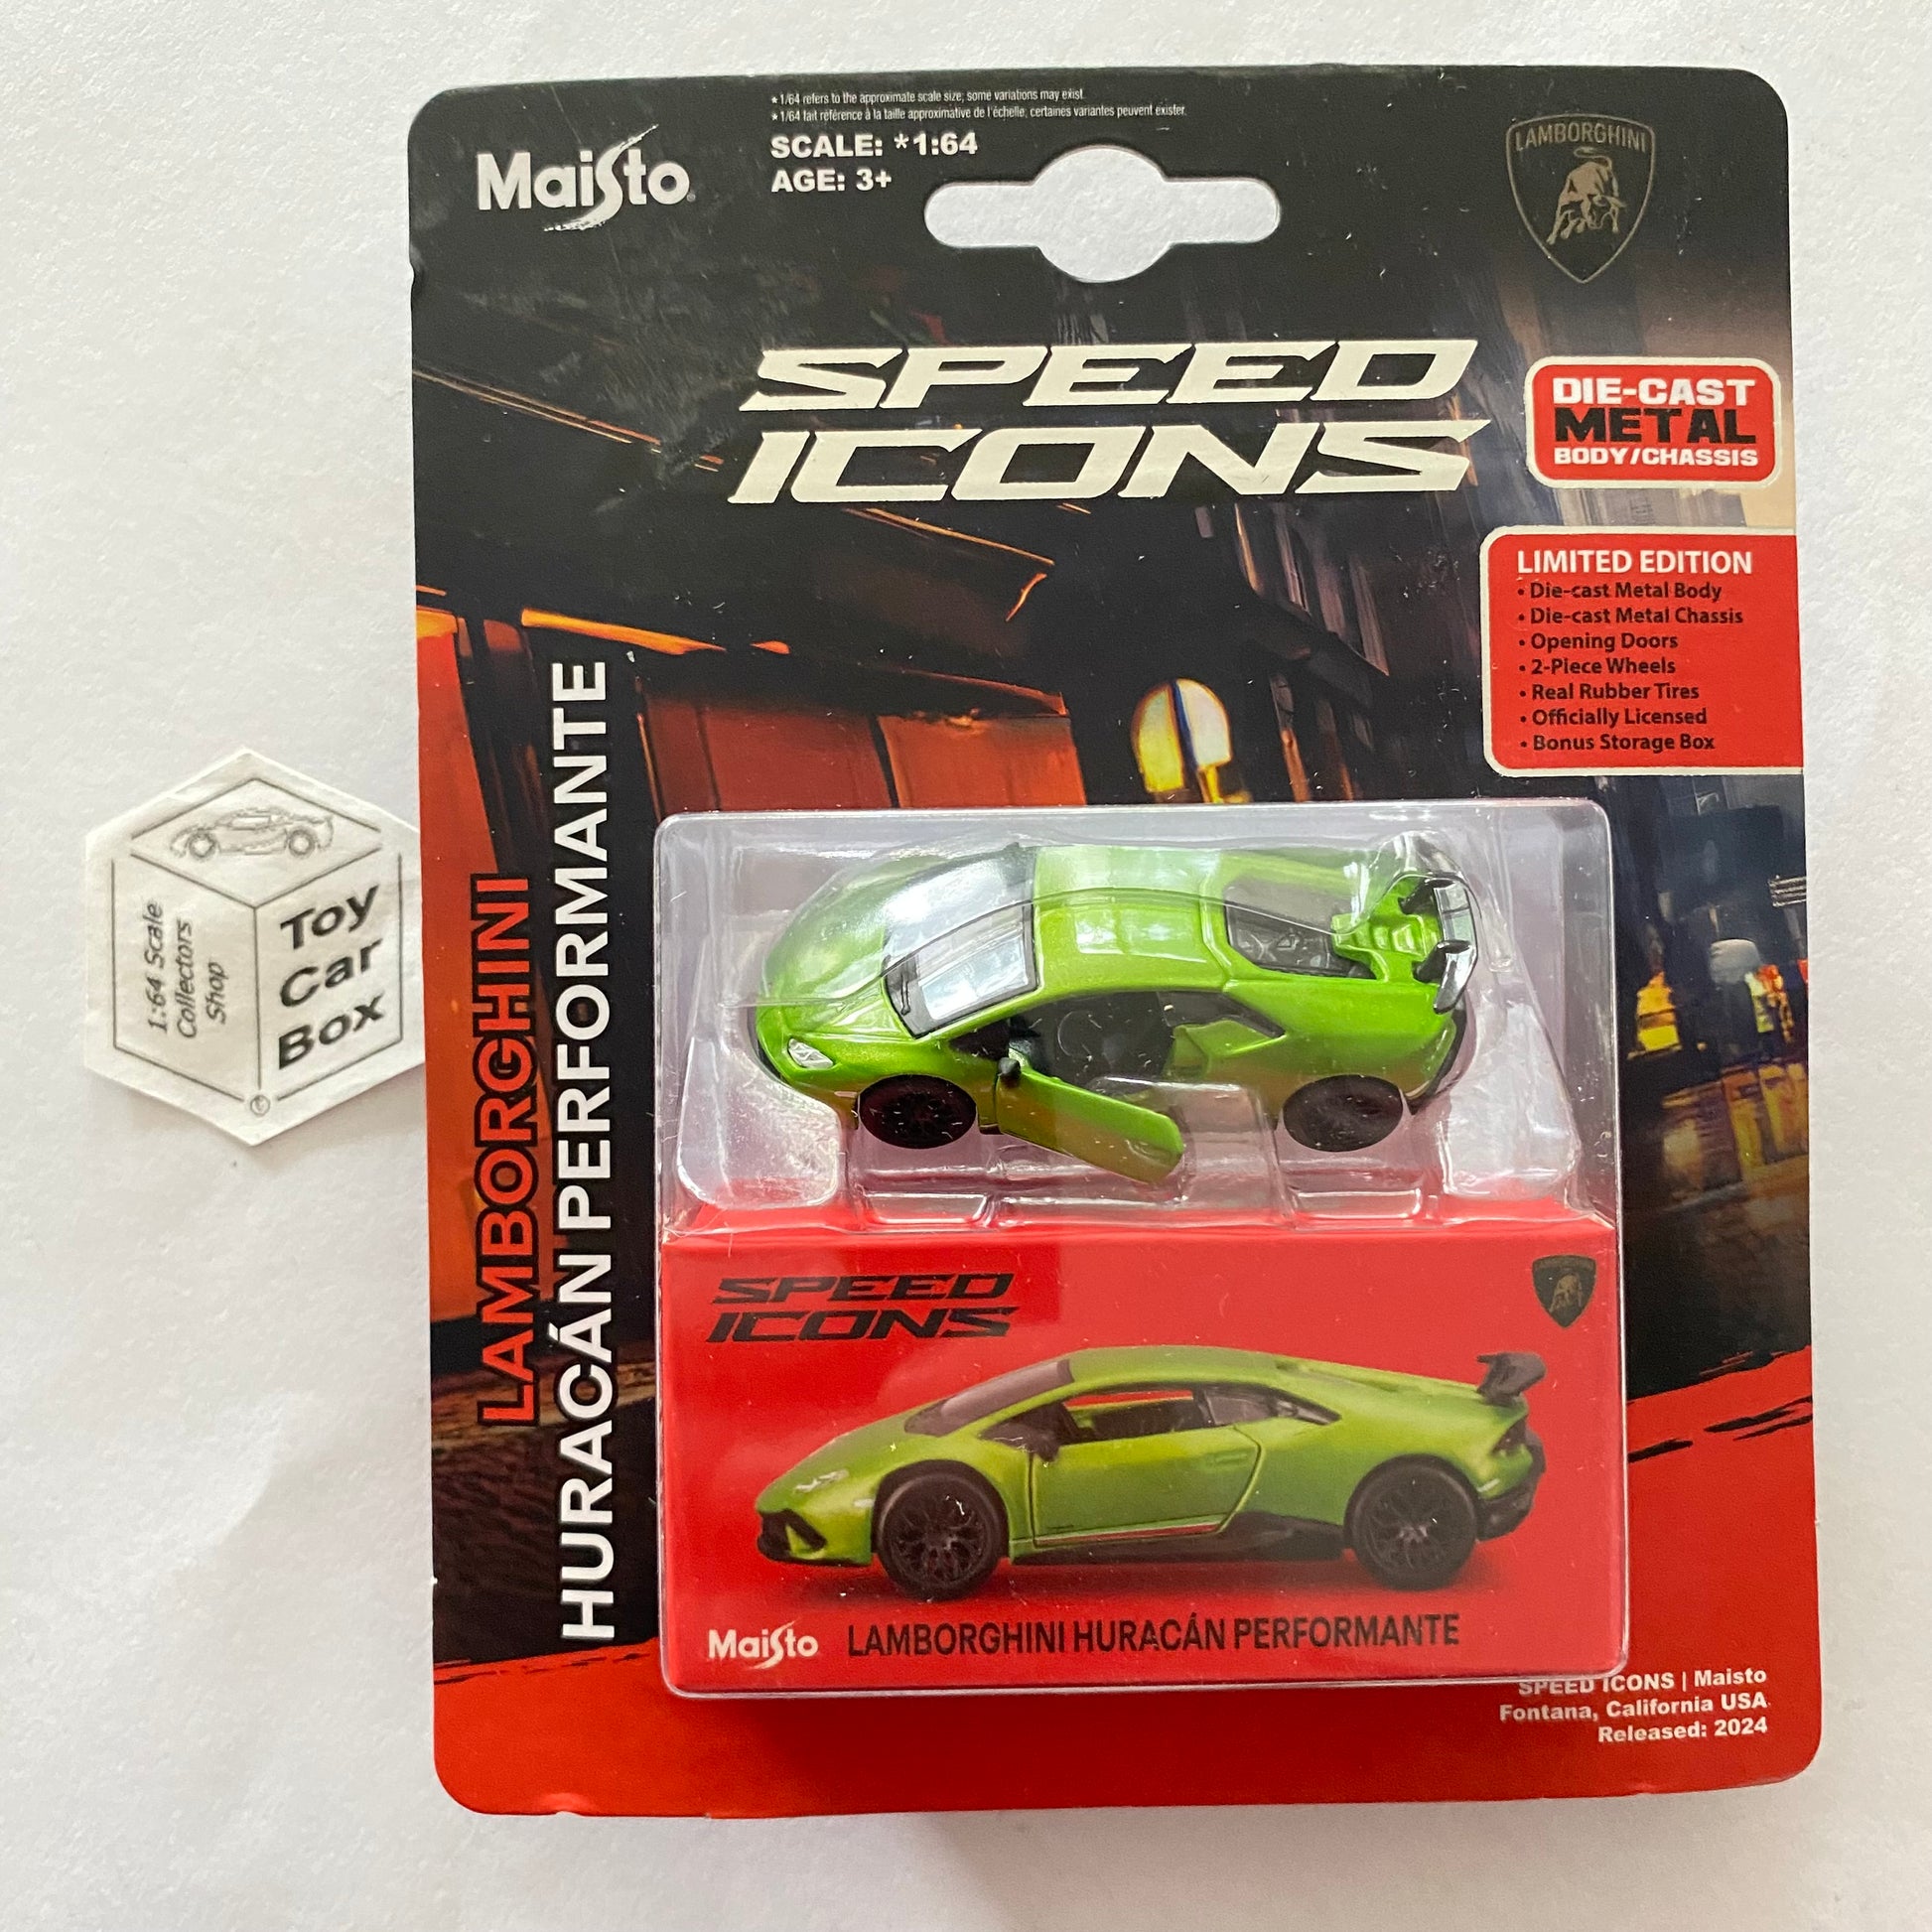 *1/64 refers to the approximate scale size; some variations may exist.
*1/64 fait référence à la taille approximative de l'échelle; certaines variantes peuvent exister.
Maisto
SCALE: *1:64
AGE: 3+
LAMBORGHINI
SPEED
ICONS
DIE-CAST
METAL
BODY/CHASSIS
LIMITED EDITION
• Die-cast Metal Body
• Die-cast Metal Chassis
• Opening Doors
• 2-Piece Wheels
• Real Rubber Tires
• Officially Licensed
• Bonus Storage Box
LAMBORGHINI
HURACÁN PERFORMANTE
1:64 Scale
Collectors
Shop
Toy
Car
Box
SPEED
ICONS
Maisto LAMBORGHINI HURACÁN PERFORMANTE
SPEED ICONS | Maisto
Fontana, California USA
Released: 2024